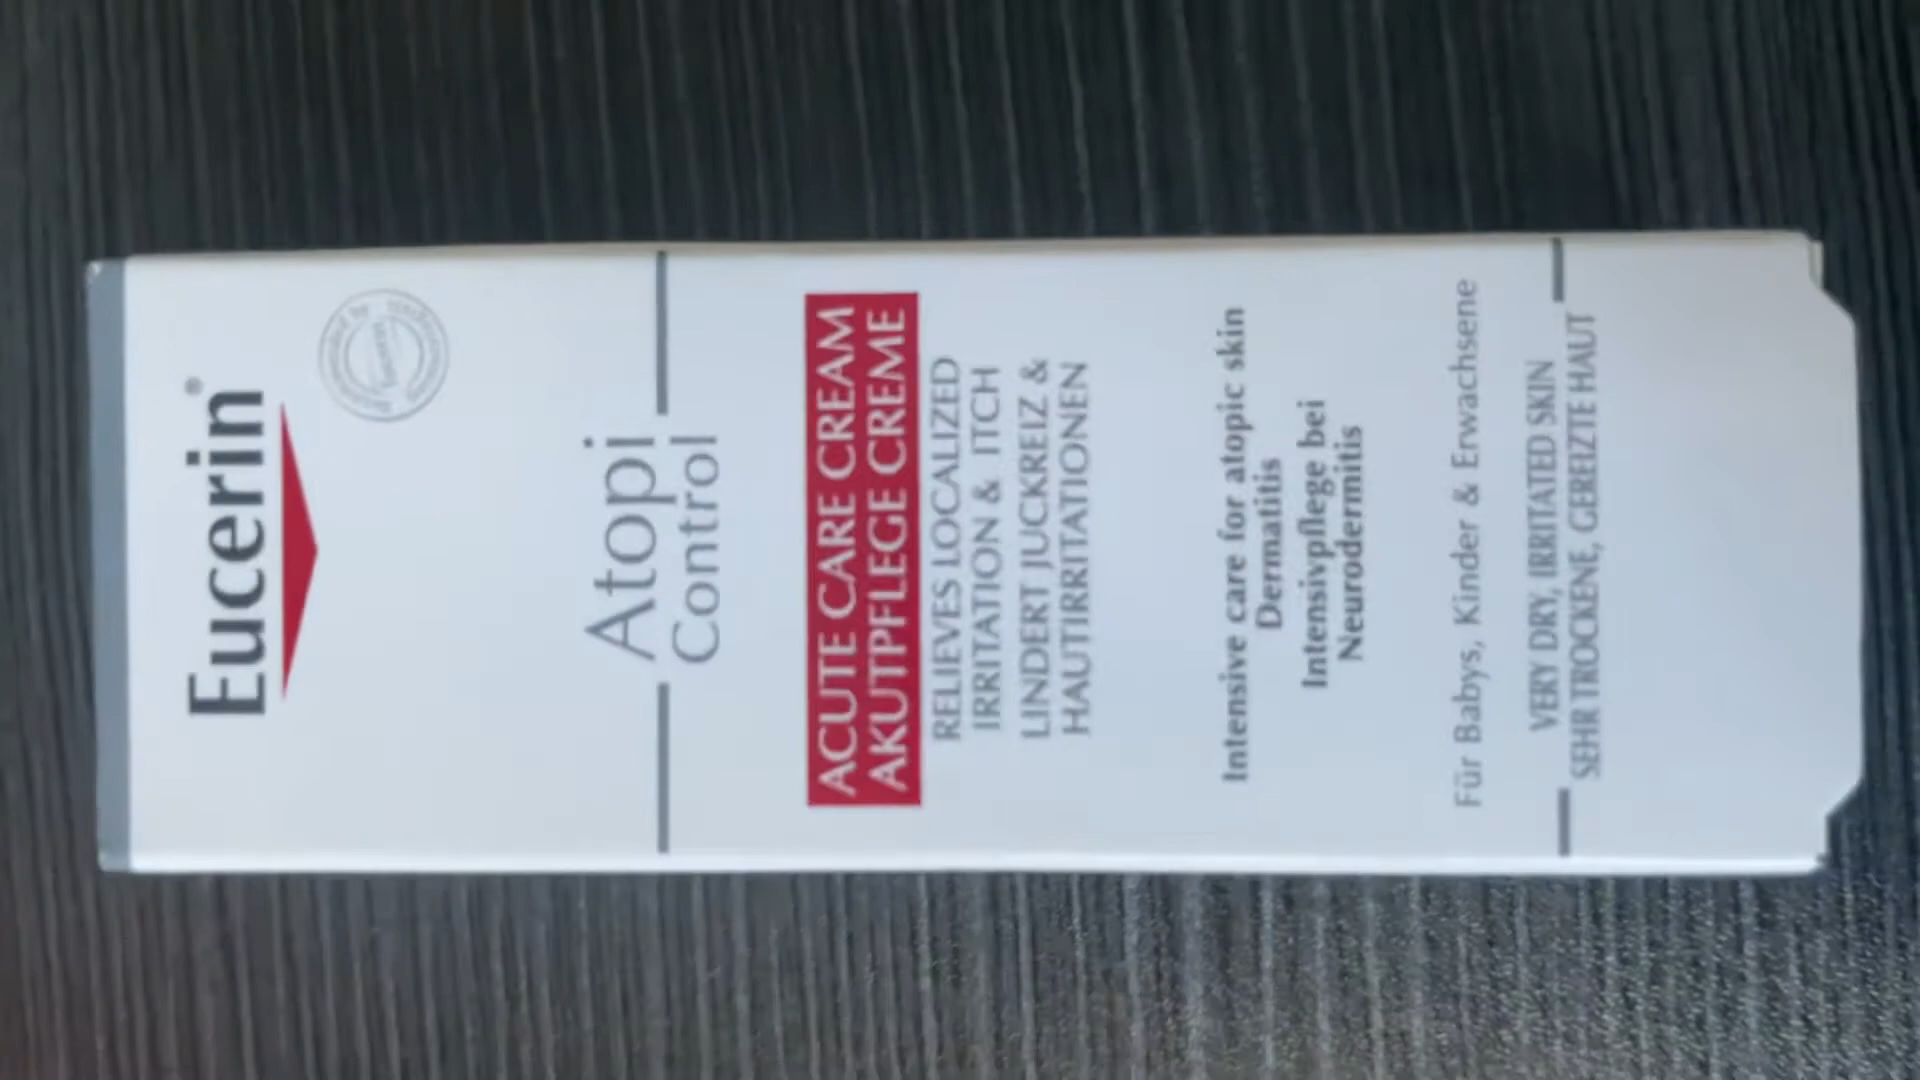 Eucerin®
Atopi
Control
ACUTE CARE CREAM
AKUTPFLEGE CREME
RELIEVES LOCALIZED
IRRITATION & ITCH
LINDERT JUCKREIZ &
HAUTIRRITATIONEN
Intensive care for atopic skin
Dermatitis
Intensivpflege bei
Neurodermitis
Für Babys, Kinder & Erwachsene
VERY DRY, IRRITATED SKIN
SEHR TROCKENE, GEREIZTE HAUT